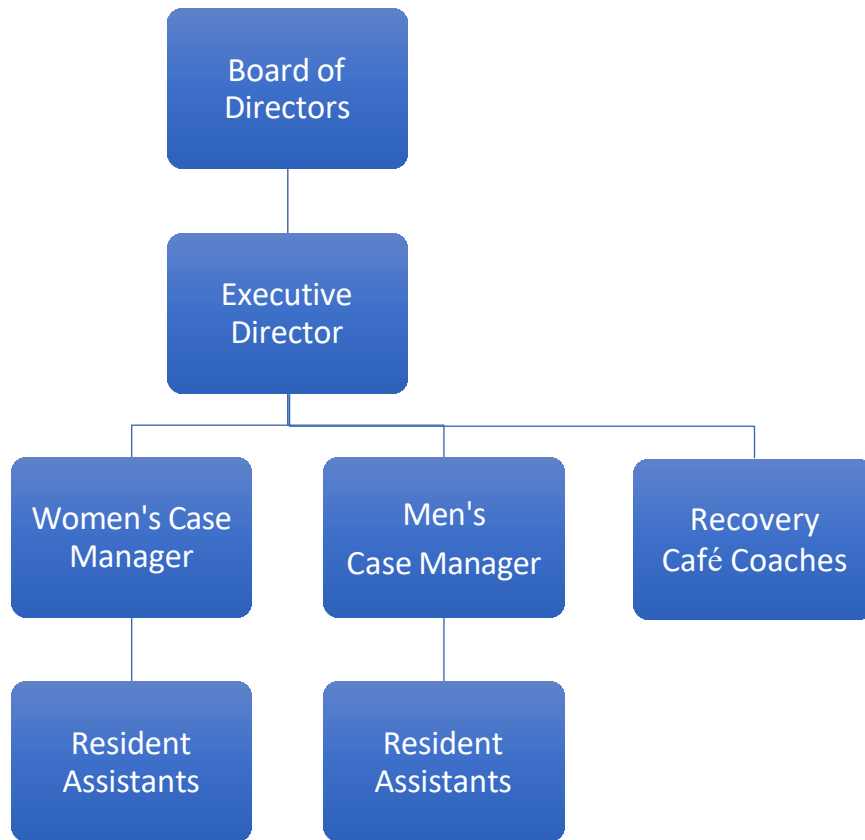 Board of
Directors
Executive
Director
Women's Case
Manager
Men's
Case Manager
Recovery
Café Coaches
Resident
Assistants
Resident
Assistants